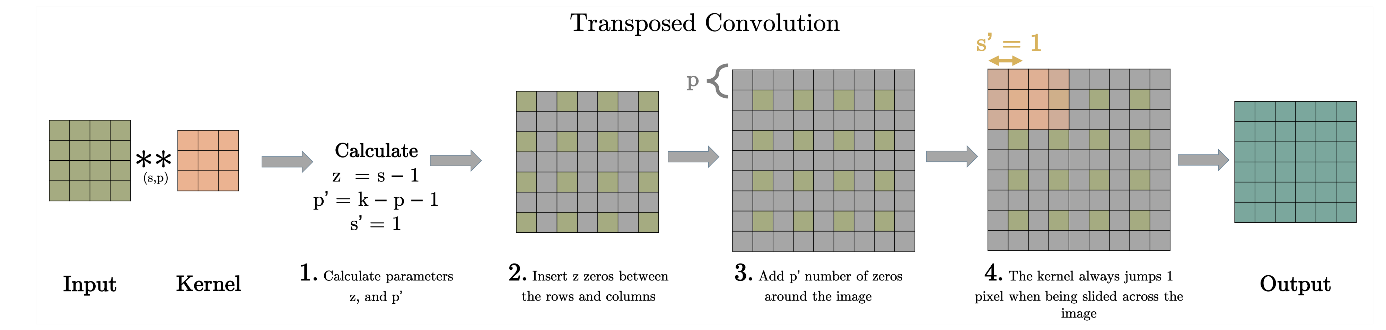 Transposed Convolution
s' = 1
p
**
(s,p)
Calculate
z = s − 1
p' = k − p − 1
s' = 1
Input
Kernel
1. Calculate parameters
z, and p'
2. Insert z zeros between
the rows and columns
3. Add p' number of zeros
around the image
4. The kernel always jumps 1
pixel when being slided across the
image
Output